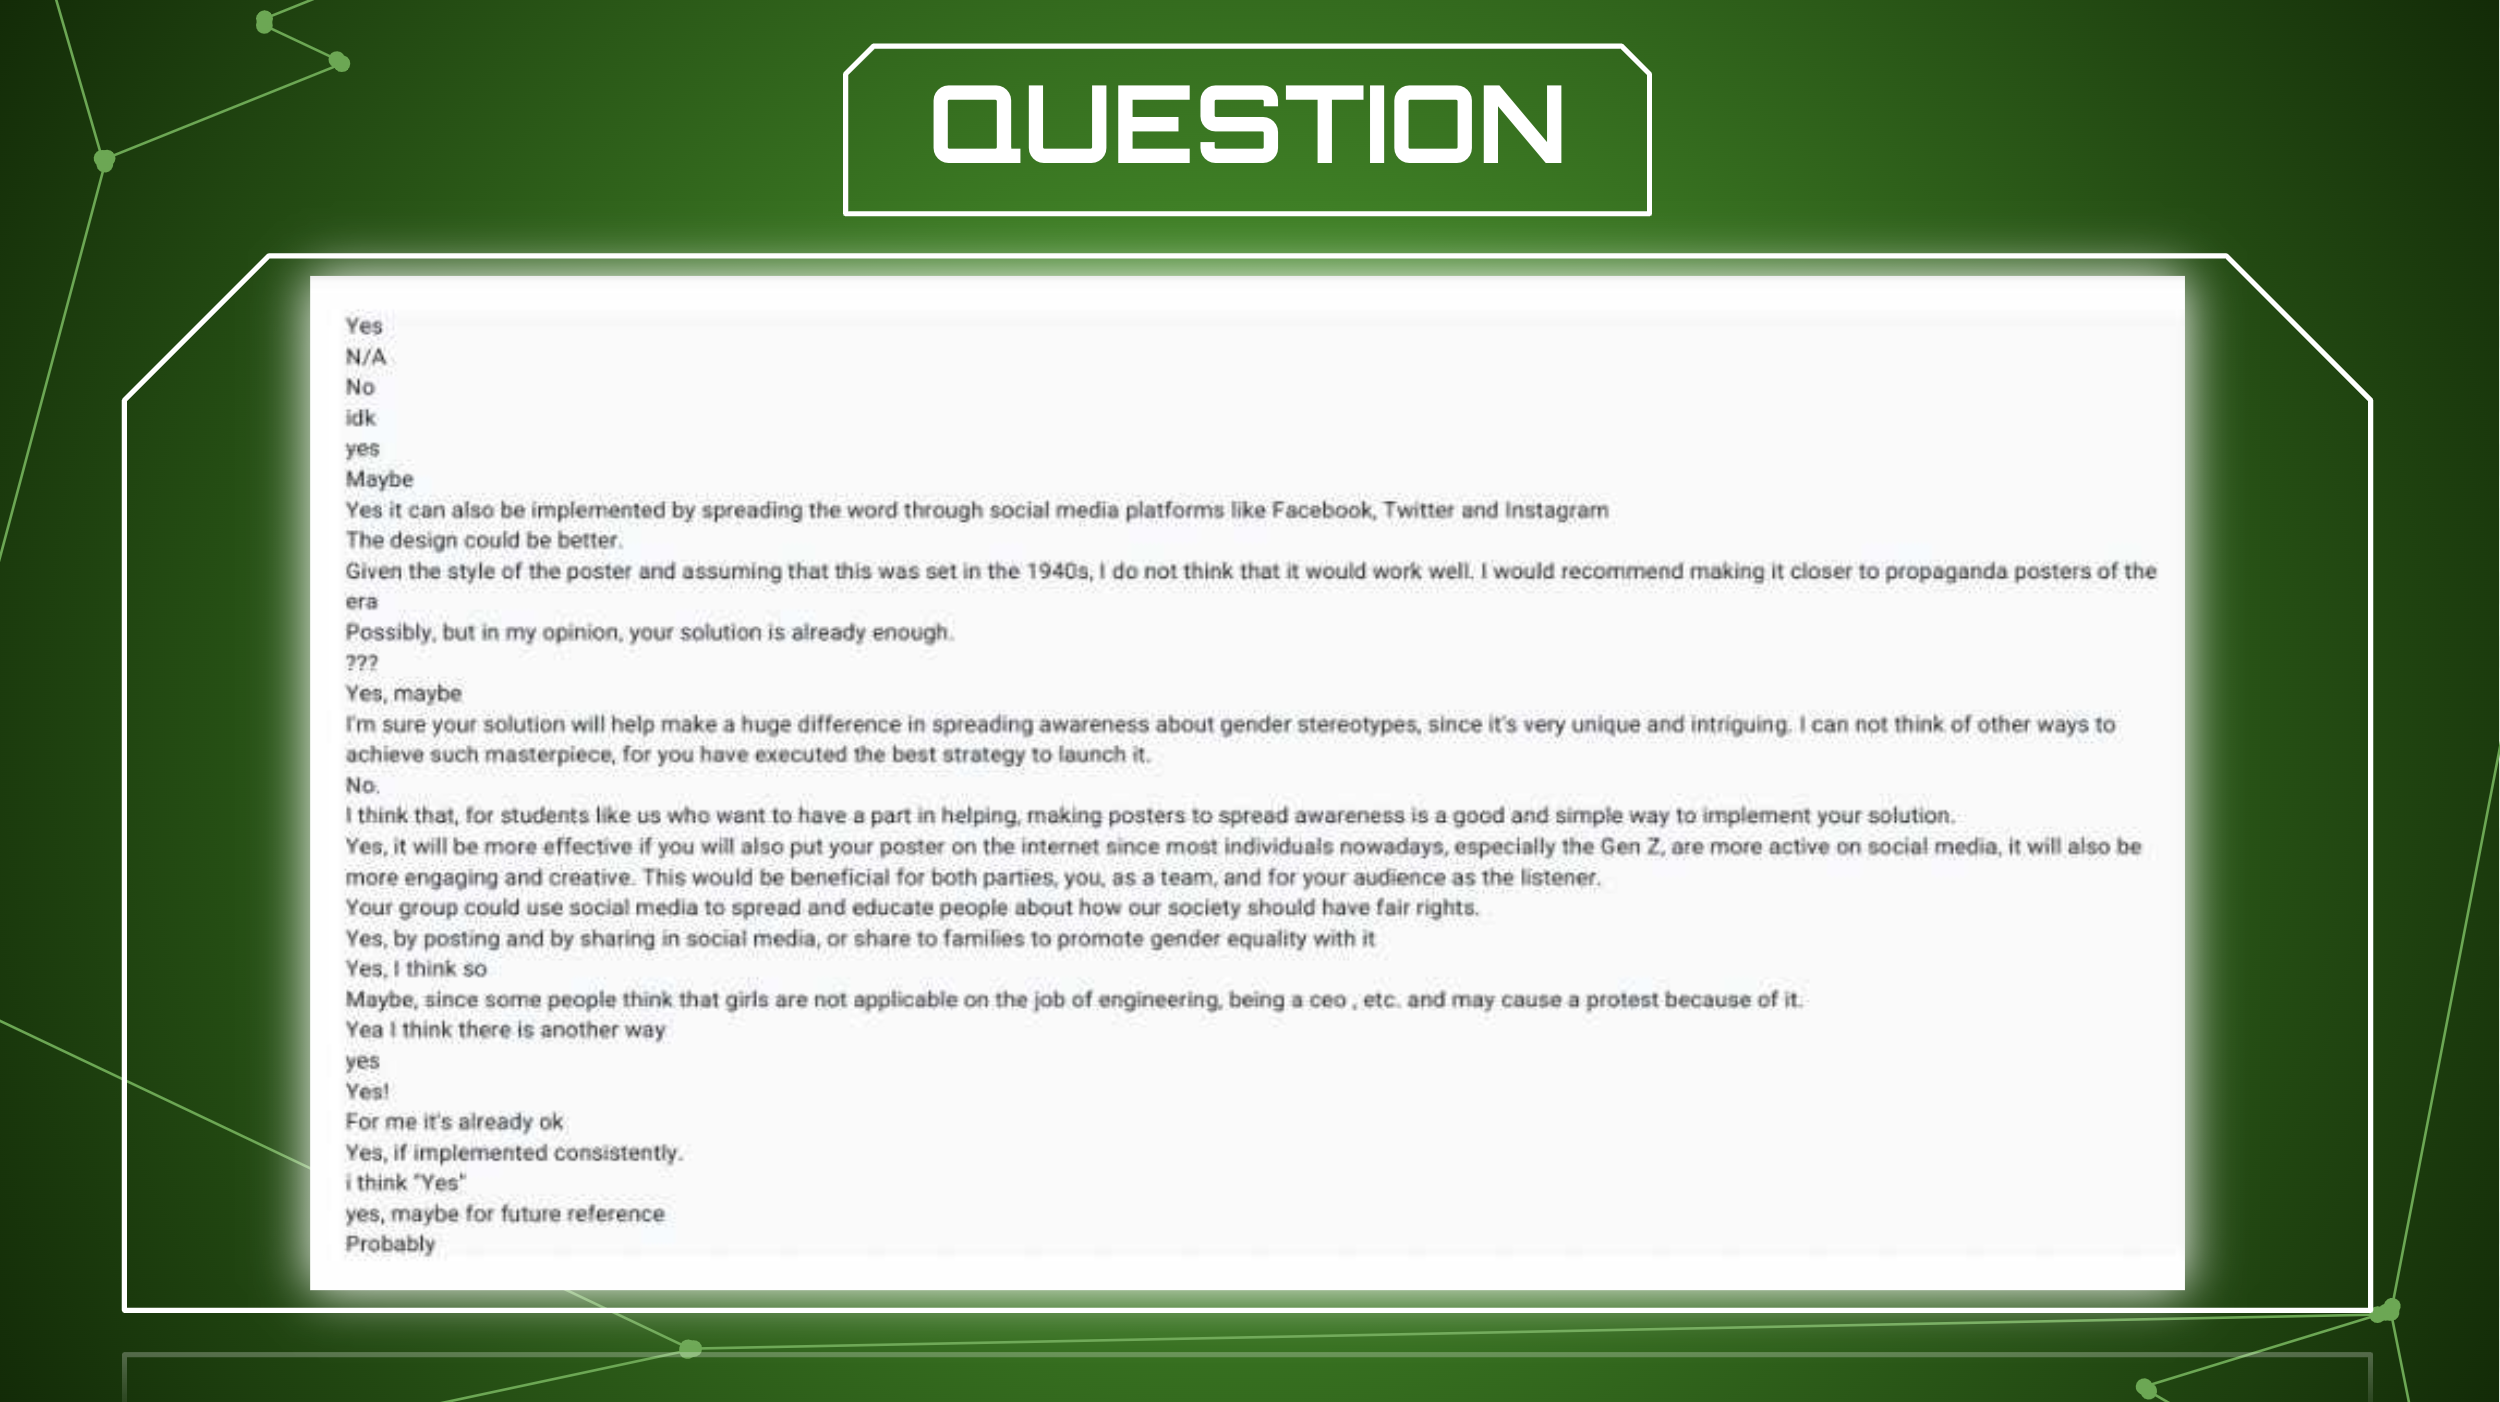 QUESTION
Yes
N/A
No
idk
yes
Maybe
Yes it can also be implemented by spreading the word through social media platforms like Facebook, Twitter and Instagram
The design could be better.
Given the style of the poster and assuming that this was set in the 1940s, I do not think that it would work well. I would recommend making it closer to propaganda posters of the
era
Possibly, but in my opinion, your solution is already enough.
???
Yes, maybe
I'm sure your solution will help make a huge difference in spreading awareness about gender stereotypes, since it's very unique and intriguing. I can not think of other ways to
achieve such masterpiece, for you have executed the best strategy to launch it.
No.
I think that, for students like us who want to have a part in helping, making posters to spread awareness is a good and simple way to implement your solution.
Yes, it will be more effective if you will also put your poster on the internet since most individuals nowadays, especially the Gen Z, are more active on social media, it will also be
more engaging and creative. This would be beneficial for both parties, you, as a team, and for your audience as the listener.
Your group could use social media to spread and educate people about how our society should have fair rights.
Yes, by posting and by sharing in social media, or share to families to promote gender equality with it
Yes, I think so
Maybe, since some people think that girls are not applicable on the job of engineering, being a ceo , etc. and may cause a protest because of it.
Yea I think there is another way
yes
Yes!
For me it's already ok
Yes, if implemented consistently.
i think "Yes"
yes, maybe for future reference
Probably